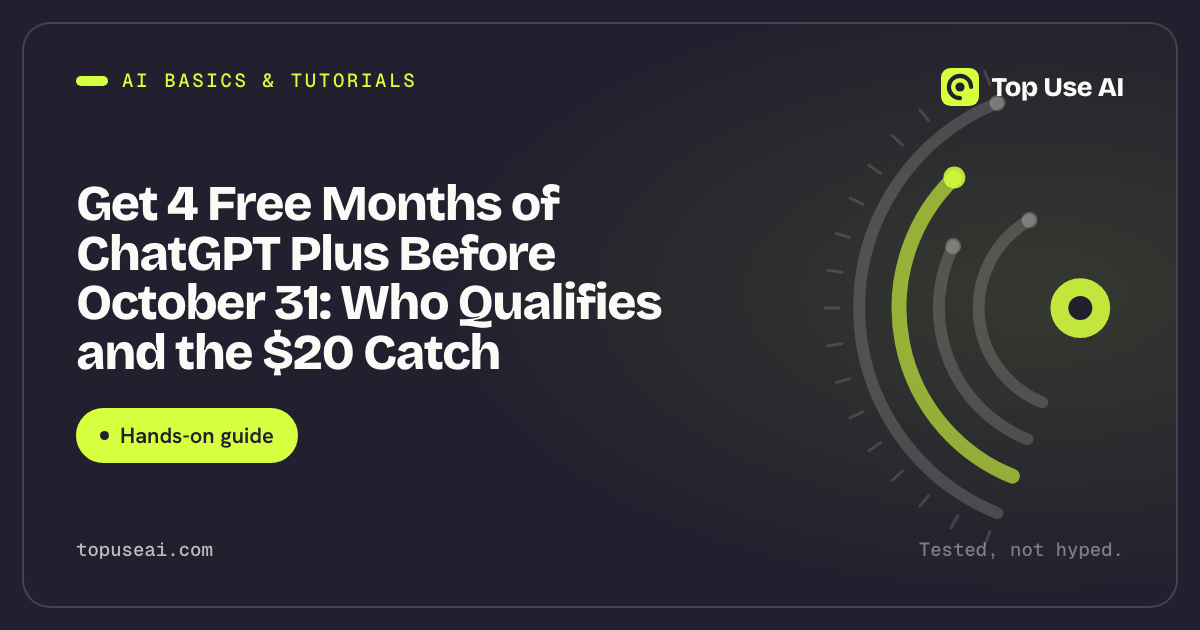 AI BASICS & TUTORIALS
Top Use AI
Get 4 Free Months of
ChatGPT Plus Before
October 31: Who Qualifies
and the $20 Catch
Hands-on guide
topuseai.com
Tested, not hyped.